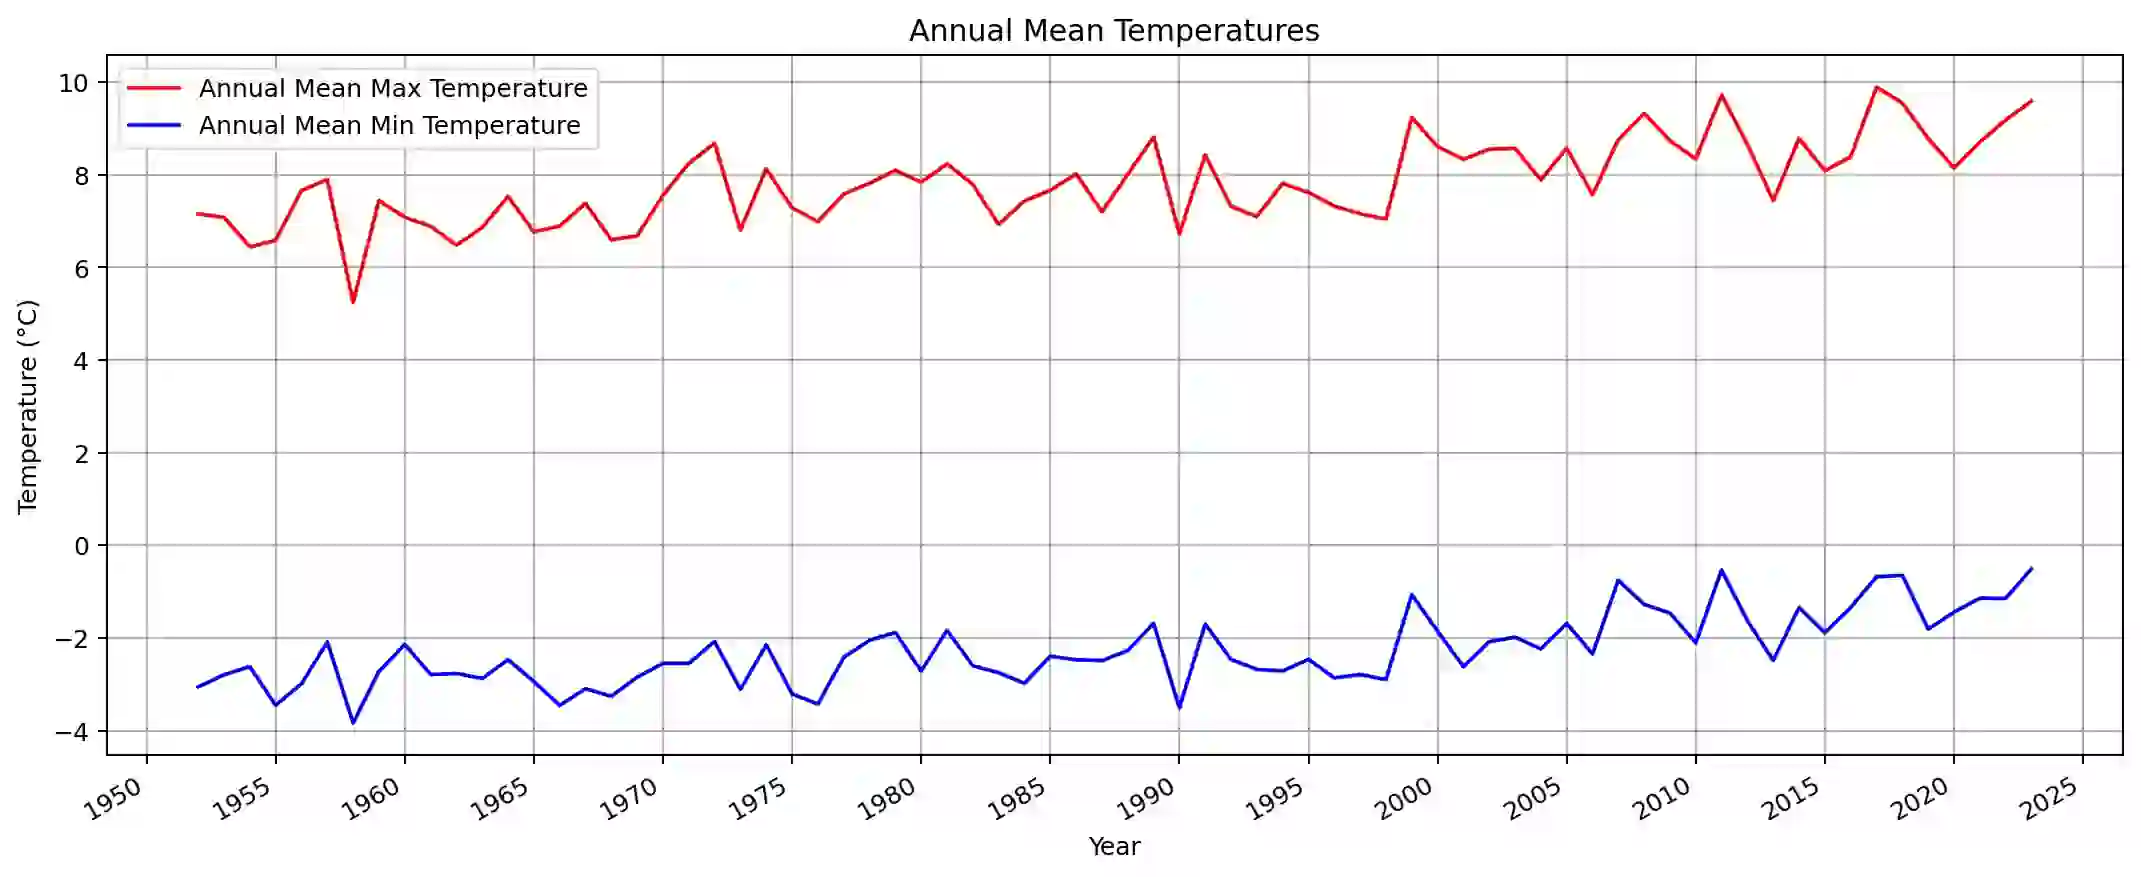 Annual Mean Temperatures
10
8
6
4
2
0
−2
−4
Temperature (°C)
Annual Mean Max Temperature
Annual Mean Min Temperature
1950 1955 1960 1965 1970 1975 1980 1985 1990 1995 2000 2005 2010 2015 2020 2025
Year